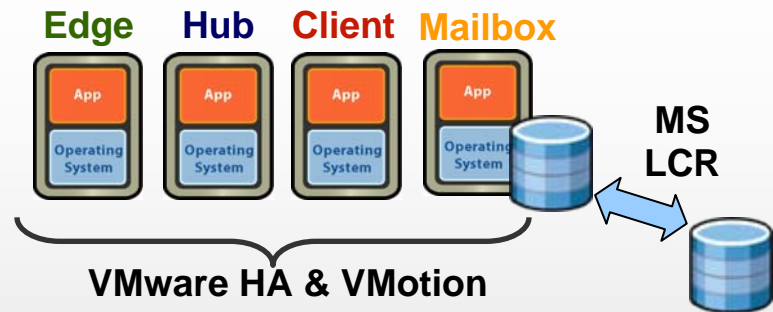 Edge Hub Client Mailbox
App App App App
Operating System Operating System Operating System Operating System
MS
LCR
VMware HA & VMotion